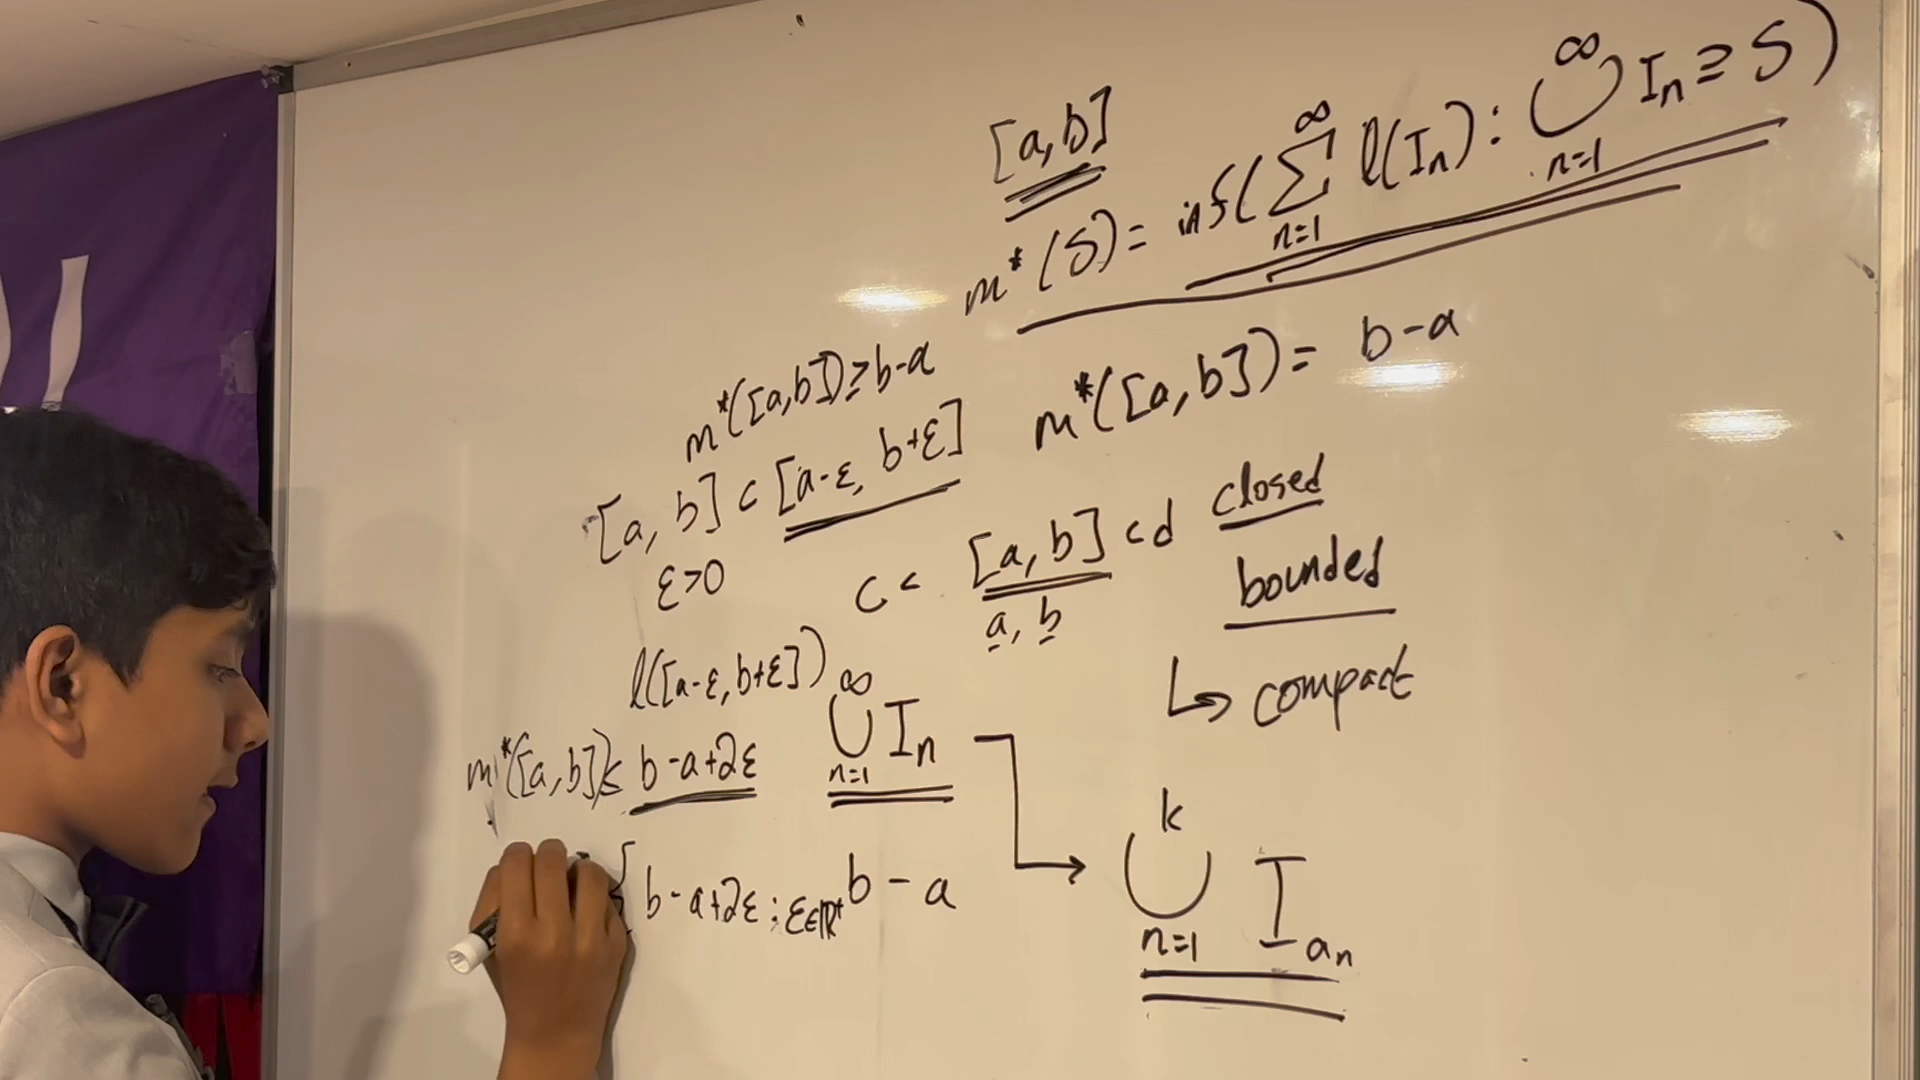 [a,b]
m*(S)= inf(∑_{n=1}^{∞} l(I_n): ⋃_{n=1}^{∞} I_n ⊇ S)
m*([a,b])≥b-a
m*([a,b])= b-a
[a,b] ⊂ [a-ε, b+ε]
ε>0
c < [a,b] < d
a, b
closed
bounded
↳ compact
l([a-ε,b+ε])
m*([a,b])≤ b-a+2ε
⋃_{n=1}^{∞} I_n
{ b-a+2ε : ε∈ℝ⁺
b-a
⋃_{n=1}^{k} I_{a_n}